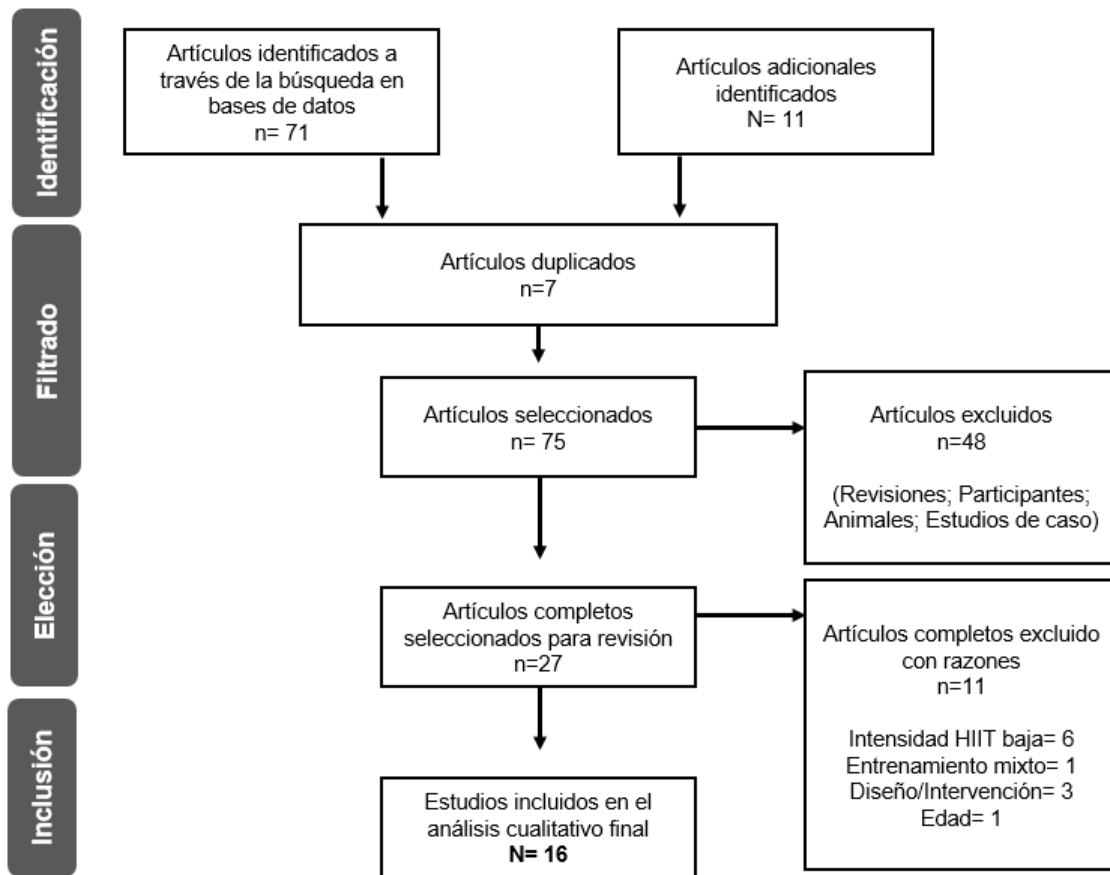 Identificación
Artículos identificados a
través de la búsqueda en
bases de datos
n= 71
Artículos adicionales
identificados
N= 11
Filtrado
Artículos duplicados
n=7
Artículos seleccionados
n= 75
Artículos excluidos
n=48
(Revisiones; Participantes;
Animales; Estudios de caso)
Elección
Artículos completos
seleccionados para revisión
n=27
Artículos completos excluido
con razones
n=11
Intensidad HIIT baja= 6
Entrenamiento mixto= 1
Diseño/Intervención= 3
Edad= 1
Inclusión
Estudios incluidos en el
análisis cualitativo final
N= 16